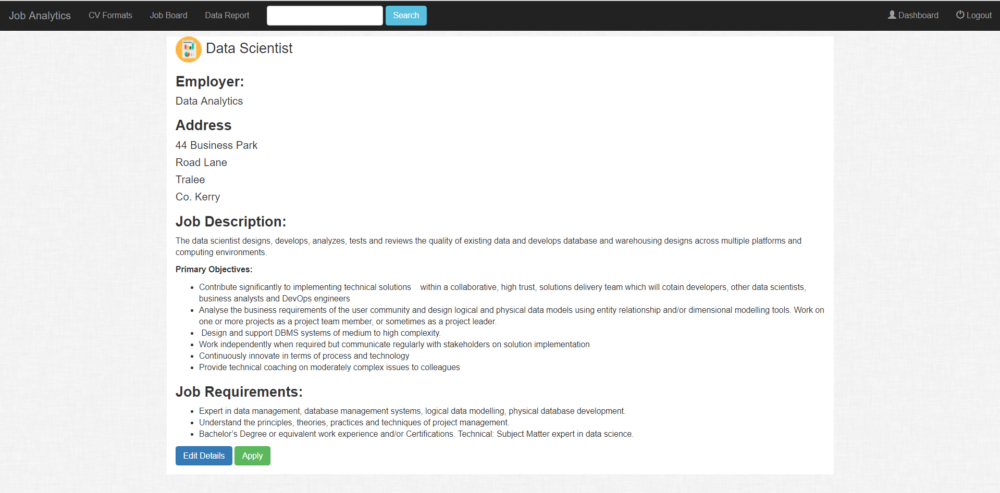 Job Analytics CV Formats Job Board Data Report Search Dashboard Logout
Data Scientist
Employer:
Data Analytics
Address
44 Business Park
Road Lane
Tralee
Co. Kerry
Job Description:
The data scientist designs, develops, analyzes, tests and reviews the quality of existing data and develops database and warehousing designs across multiple platforms and
computing environments.
Primary Objectives:
• Contribute significantly to implementing technical solutions    within a collaborative, high trust, solutions delivery team which will cotain developers, other data scientists,
business analysts and DevOps engineers
• Analyse the business requirements of the user community and design logical and physical data models using entity relationship and/or dimensional modelling tools. Work on
one or more projects as a project team member, or sometimes as a project leader.
• Design and support DBMS systems of medium to high complexity.
• Work independently when required but communicate regularly with stakeholders on solution implementation
• Continuously innovate in terms of process and technology
• Provide technical coaching on moderately complex issues to colleagues
Job Requirements:
• Expert in data management, database management systems, logical data modelling, physical database development.
• Understand the principles, theories, practices and techniques of project management.
• Bachelor’s Degree or equivalent work experience and/or Certifications. Technical: Subject Matter expert in data science.
Edit Details Apply